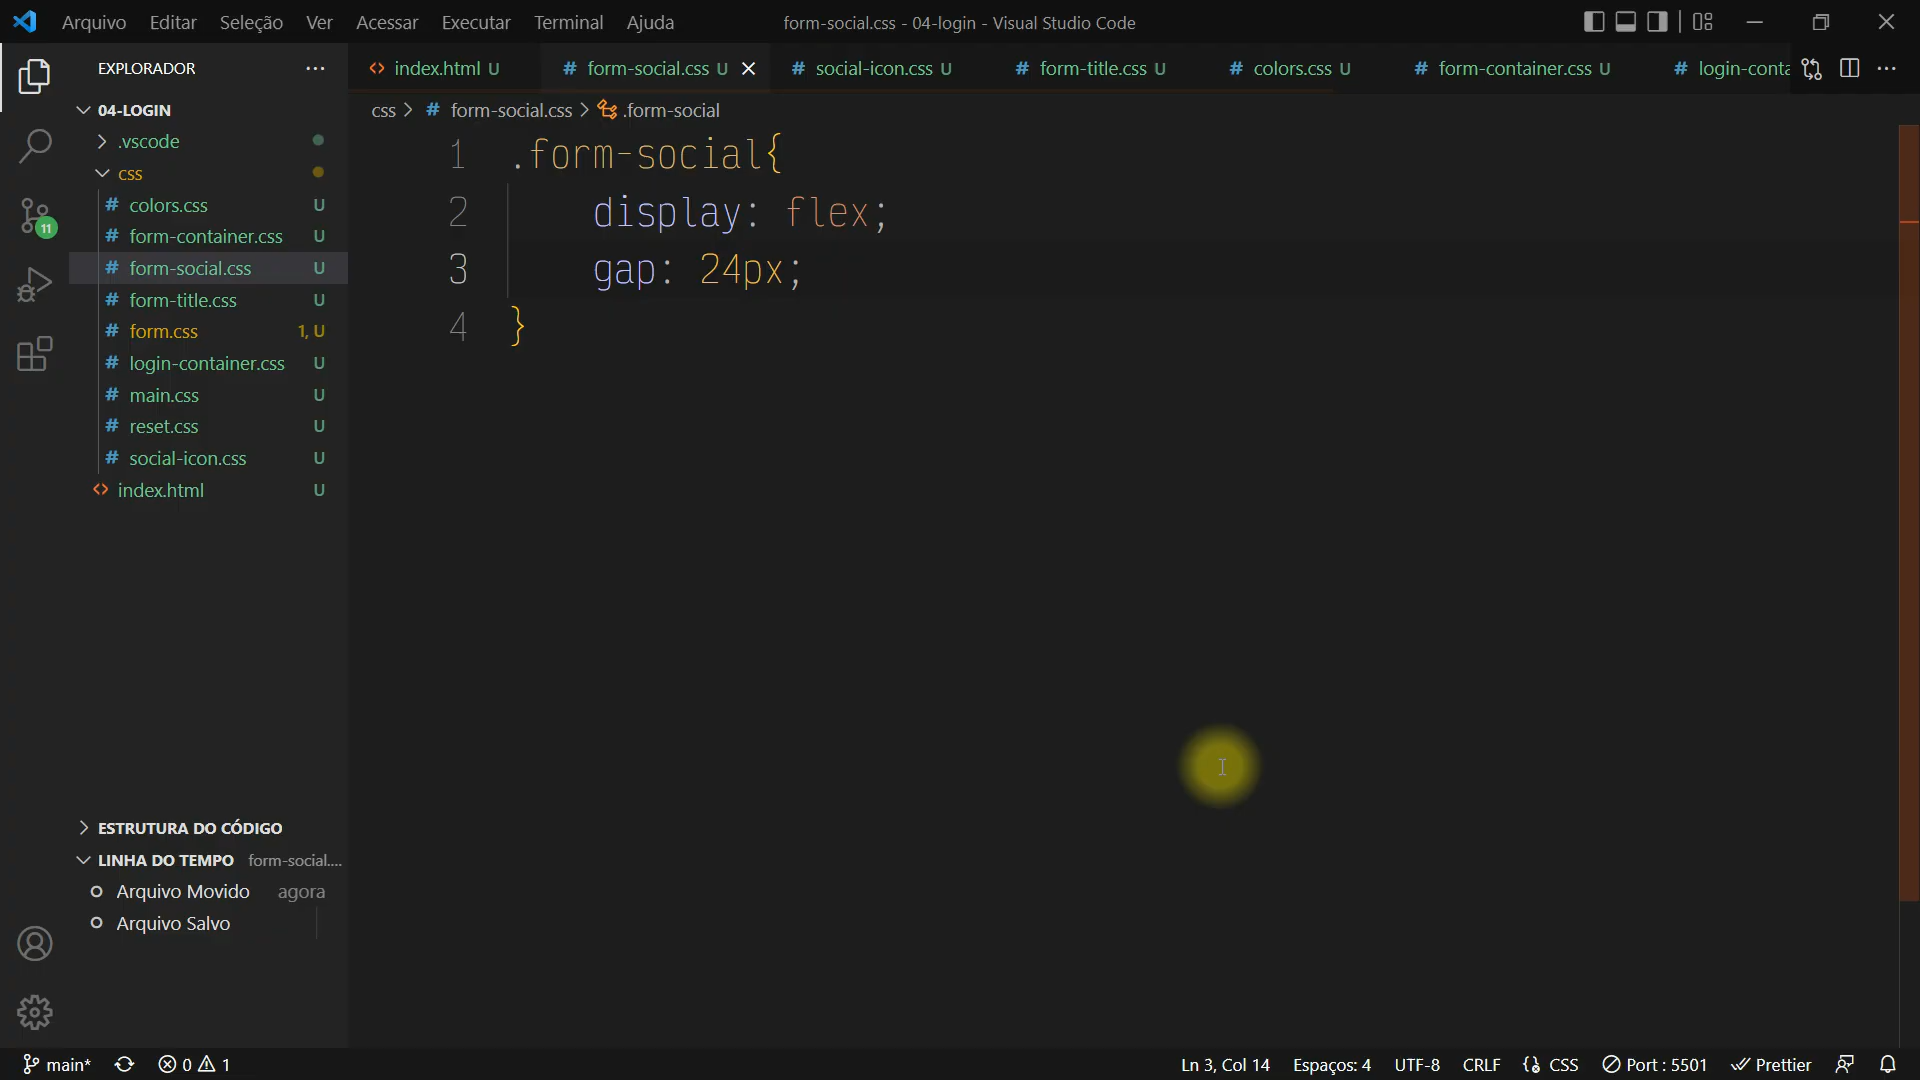 Arquivo Editar Seleção Ver Acessar Executar Terminal Ajuda form-social.css - 04-login - Visual Studio Code
EXPLORADOR
index.html U # form-social.css U # social-icon.css U # form-title.css U # colors.css U # form-container.css U # login-conta
04-LOGIN
css > # form-social.css > .form-social
.vscode
css
# colors.css U
# form-container.css U
# form-social.css U
# form-title.css U
# form.css 1, U
# login-container.css U
# main.css U
# reset.css U
# social-icon.css U
<> index.html U
1 .form-social{
2 display: flex;
3 gap: 24px;
4 }
11
ESTRUTURA DO CÓDIGO
LINHA DO TEMPO form-social....
Arquivo Movido agora
Arquivo Salvo
main* 0 1 Ln 3, Col 14 Espaços: 4 UTF-8 CRLF CSS Port : 5501 Prettier